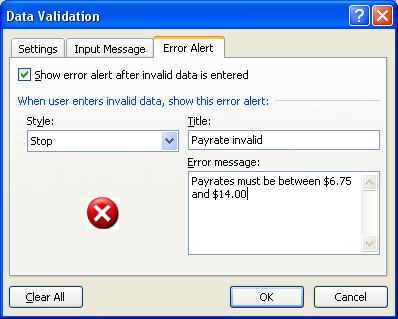 Data Validation
Settings Input Message Error Alert
Show error alert after invalid data is entered
When user enters invalid data, show this error alert:
Style: Title:
Stop Payrate invalid
Error message:
Payrates must be between $6.75
and $14.00
Clear All OK Cancel